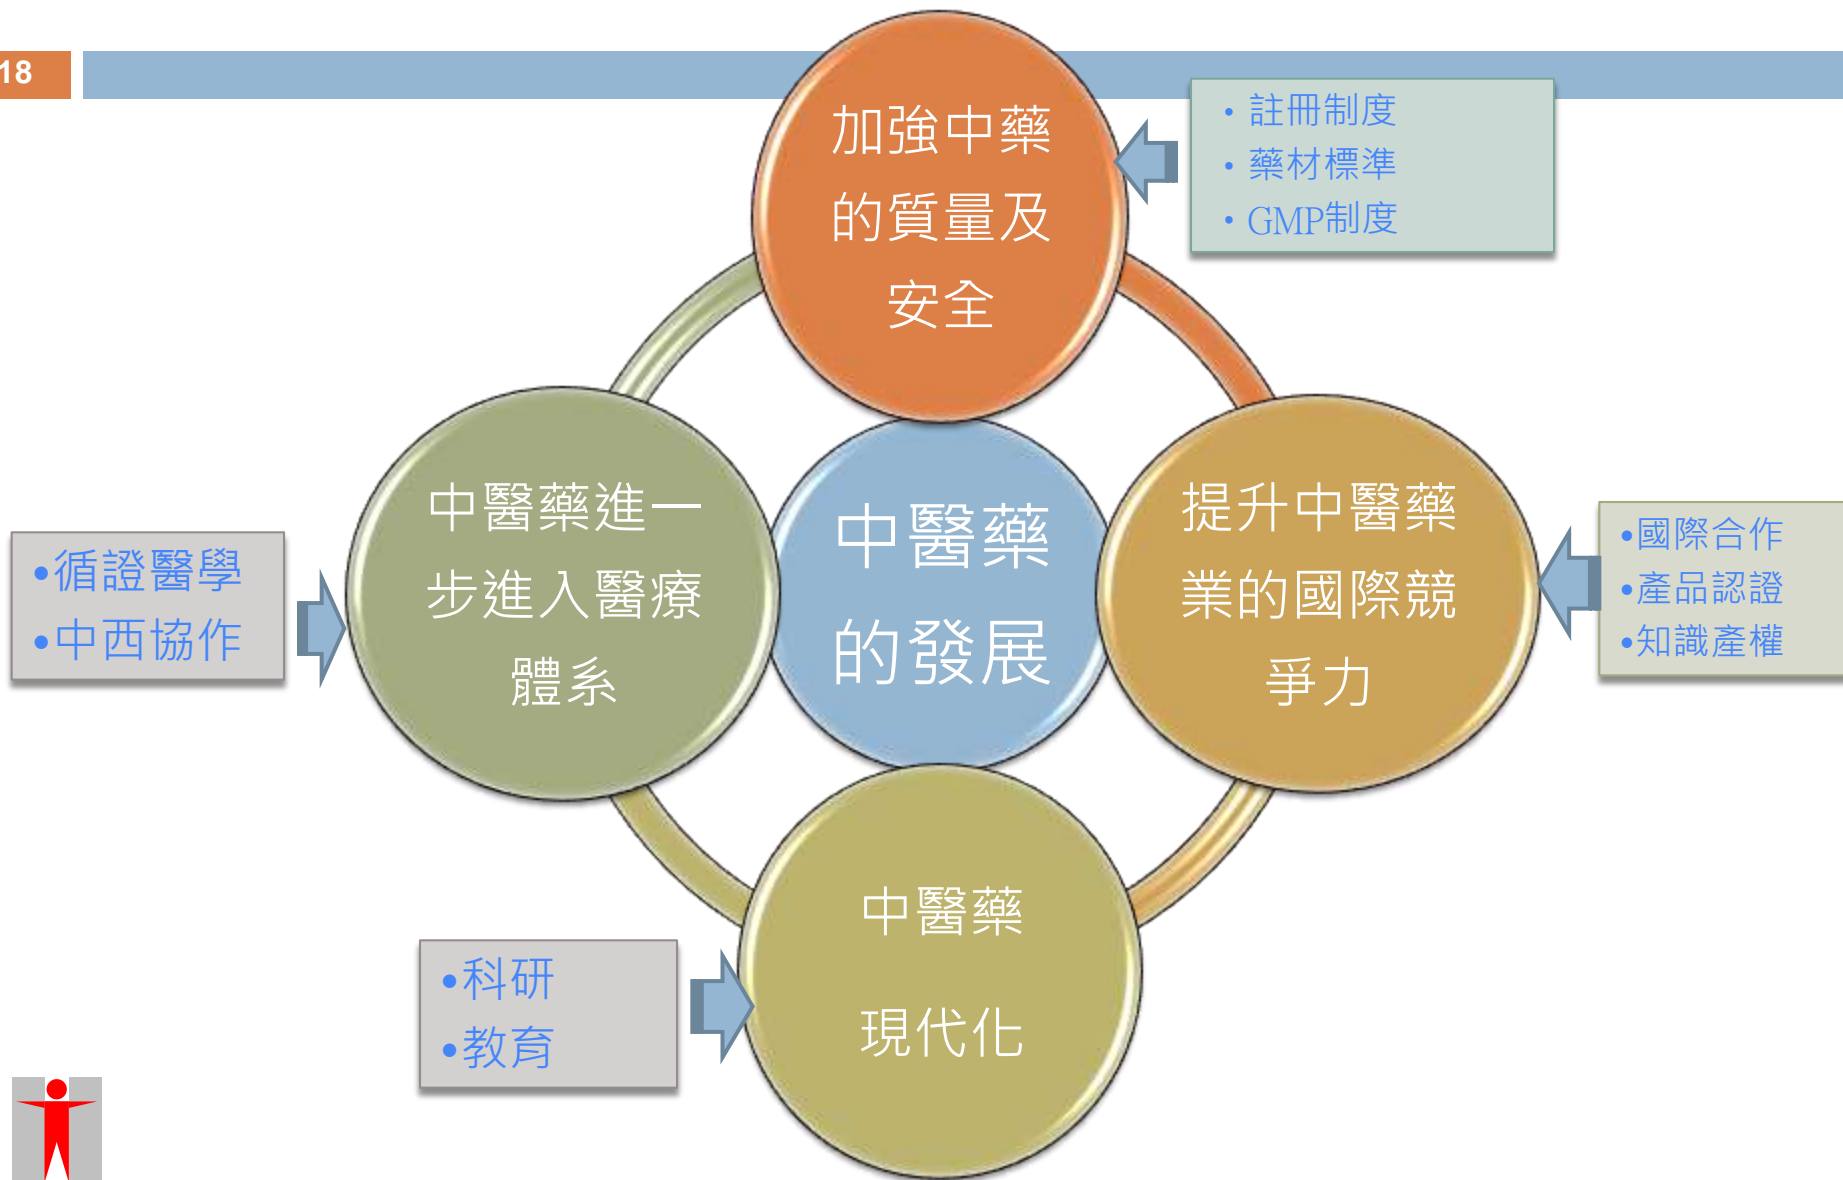 18
加強中藥
的質量及
安全
• 註冊制度
• 藥材標準
• GMP制度
中醫藥進一
步進入醫療
體系
•循證醫學
•中西協作
中醫藥
的發展
提升中醫藥
業的國際競
爭力
•國際合作
•產品認證
•知識產權
中醫藥
現代化
•科研
•教育